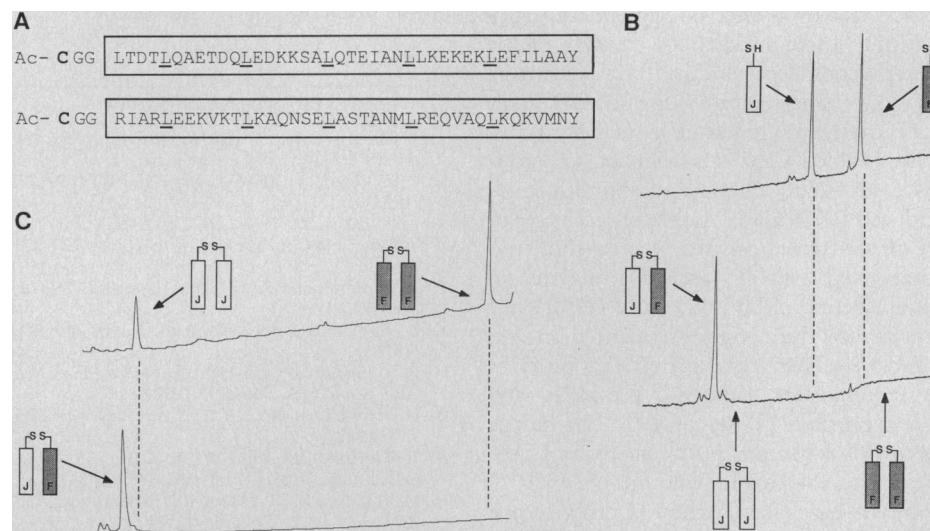 A
Ac- C GG LTDTLQAETDQLEDKKSALQTEIANLLKEKEKLEFILAAY
Ac- C GG RIARLEEKVKTLKAQNSELASTANMLREQVAQLKQKVMNY
B
SH
J
S
F
S S
J F
S S
J J
S S
F F
C
S S
J J
S S
F F
S S
J F